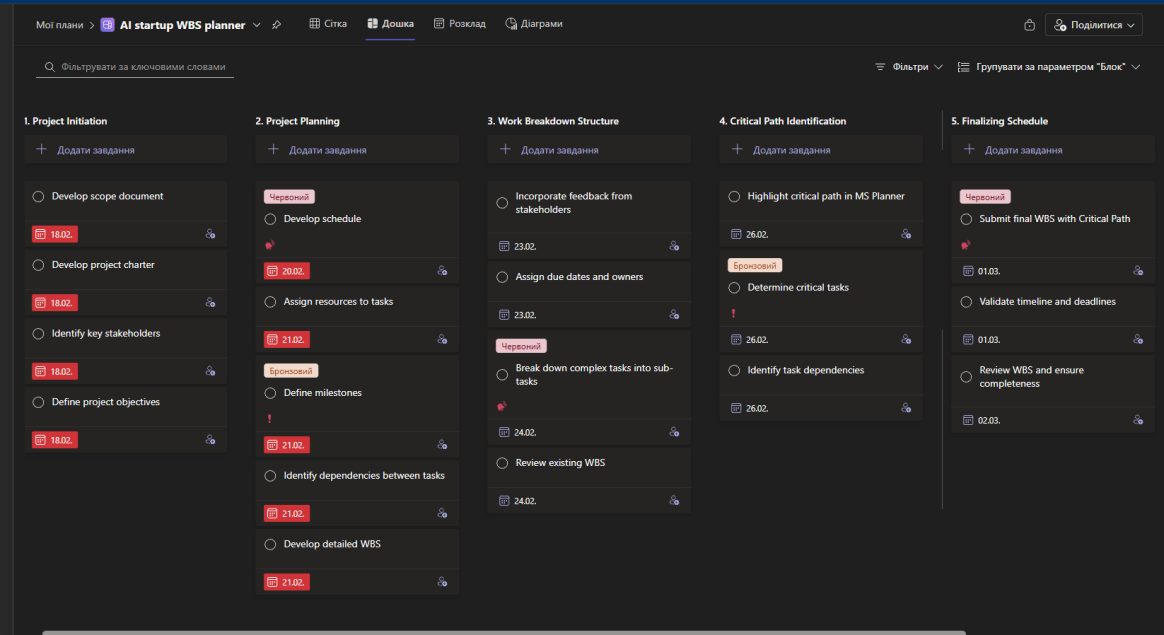 Мої плани > AI startup WBS planner
Сітка
Дошка
Розклад
Діаграми
Поділитися
Фільтрувати за ключовими словами
Фільтри
Групувати за параметром "Блок"
1. Project Initiation
Додати завдання
Develop scope document
18.02.
Develop project charter
18.02.
Identify key stakeholders
18.02.
Define project objectives
18.02.
2. Project Planning
Додати завдання
Червоний
Develop schedule
20.02.
Assign resources to tasks
21.02.
Бронзовий
Define milestones
21.02.
Identify dependencies between tasks
21.02.
Develop detailed WBS
21.02.
3. Work Breakdown Structure
Додати завдання
Incorporate feedback from
stakeholders
23.02.
Assign due dates and owners
23.02.
Червоний
Break down complex tasks into sub-
tasks
24.02.
Review existing WBS
24.02.
4. Critical Path Identification
Додати завдання
Highlight critical path in MS Planner
26.02.
Бронзовий
Determine critical tasks
26.02.
Identify task dependencies
26.02.
5. Finalizing Schedule
Додати завдання
Червоний
Submit final WBS with Critical Path
01.03.
Validate timeline and deadlines
01.03.
Review WBS and ensure
completeness
02.03.